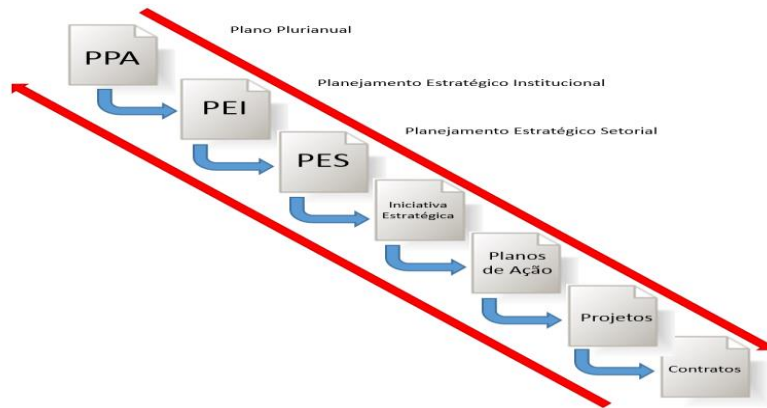 Plano Plurianual
PPA
Planejamento Estratégico Institucional
PEI
Planejamento Estratégico Setorial
PES
Iniciativa
Estratégica
Planos
de Ação
Projetos
Contratos